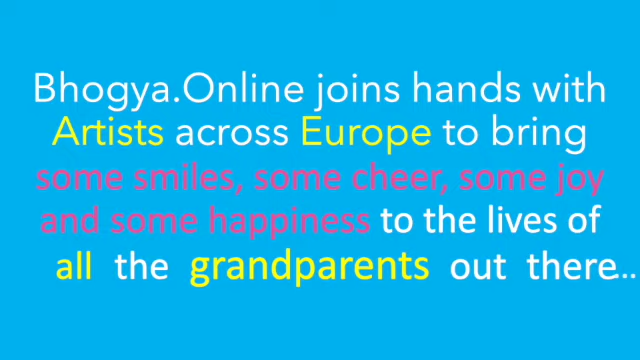 Bhogya.Online joins hands with
Artists across Europe to bring
some smiles, some cheer, some joy
and some happiness to the lives of
all the grandparents out there...